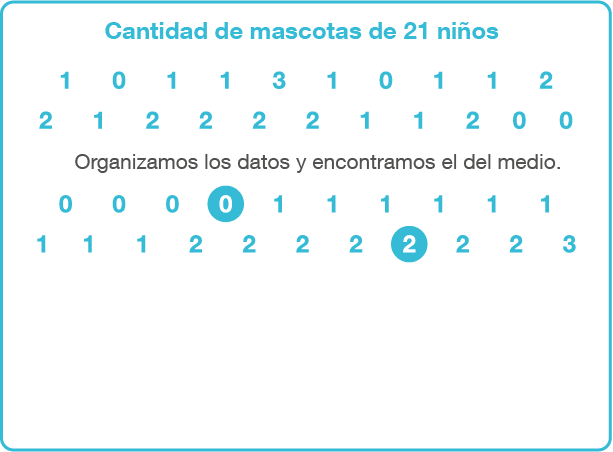 Cantidad de mascotas de 21 niños
1 0 1 1 3 1 0 1 1 2
2 1 2 2 2 2 1 1 2 0 0
Organizamos los datos y encontramos el del medio.
0 0 0 0 1 1 1 1 1 1
1 1 1 2 2 2 2 2 2 2 3